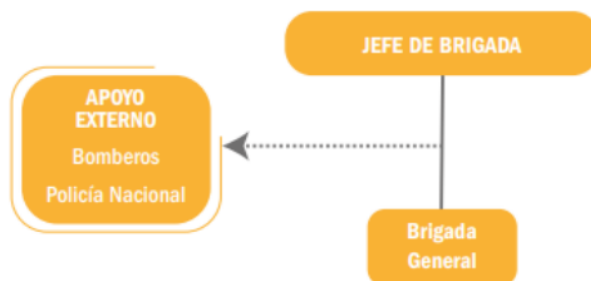 JEFE DE BRIGADA
APOYO
EXTERNO
Bomberos
Policía Nacional
Brigada
General